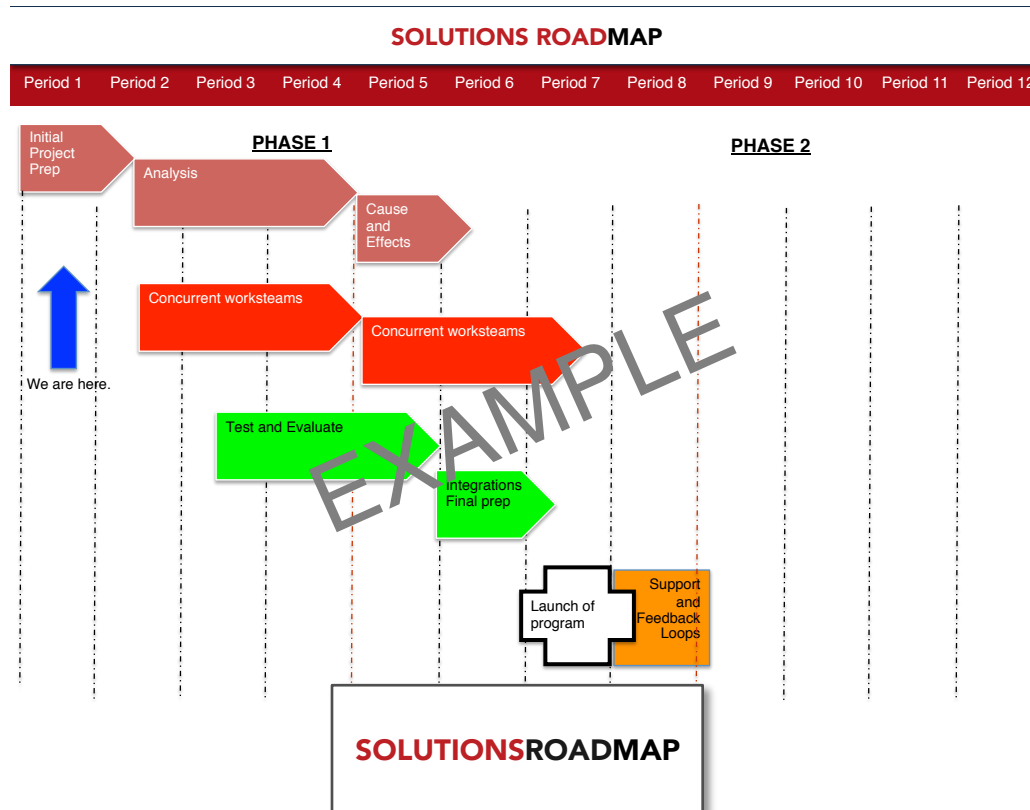 SOLUTIONS ROADMAP
Period 1 Period 2 Period 3 Period 4 Period 5 Period 6 Period 7 Period 8 Period 9 Period 10 Period 11 Period 12
PHASE 1
PHASE 2
Initial
Project
Prep
Analysis
Cause
and
Effects
We are here.
Concurrent worksteams
Concurrent worksteams
Test and Evaluate
Integrations
Final prep
EXAMPLE
Launch of
program
Support
and
Feedback
Loops
SOLUTIONSROADMAP